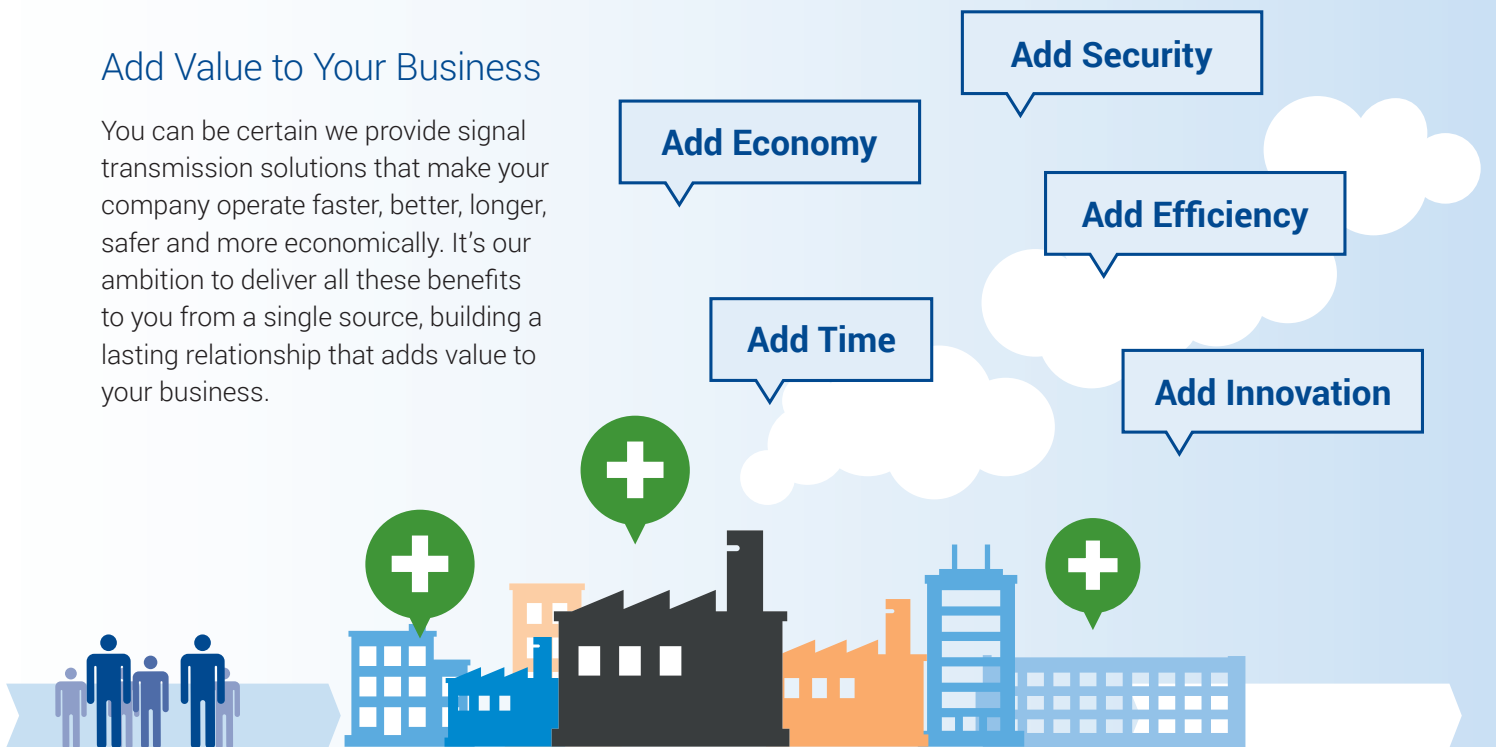 Add Value to Your Business
You can be certain we provide signal
transmission solutions that make your
company operate faster, better, longer,
safer and more economically. It’s our
ambition to deliver all these benefits
to you from a single source, building a
lasting relationship that adds value to
your business.
Add Security
Add Economy
Add Efficiency
Add Time
Add Innovation